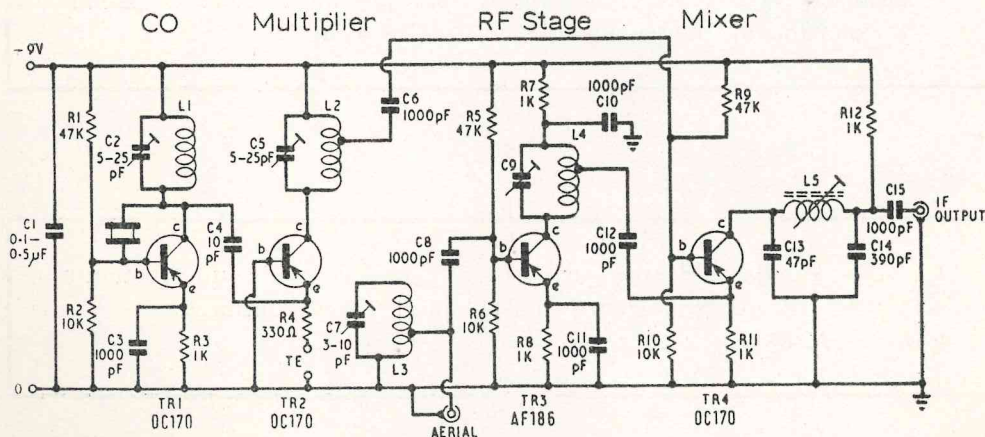 CO Multiplier RF Stage Mixer
-9V
R1
47K
C2
5-25
pF
L1
C5
5-25pF
L2
C6
1000pF
R5
47K
R7
1K
1000pF
C10
L4
C9
R9
47K
R12
1K
L5
C15
1000pF
IF
OUTPUT
C1
0·1-
0·5µF
C4
10
pF
b
c
e
b
c
e
C8
1000pF
b
c
e
C12
1000
pF
b
c
e
C13
47pF
C14
390pF
R2
10K
C3
1000
pF
R3
1K
R4
330Ω
TE
C7
3-10
pF
L3
R6
10K
R8
1K
C11
1000
pF
R10
10K
R11
1K
0
TR1
OC170
TR2
OC170
AERIAL
TR3
AF186
TR4
OC170